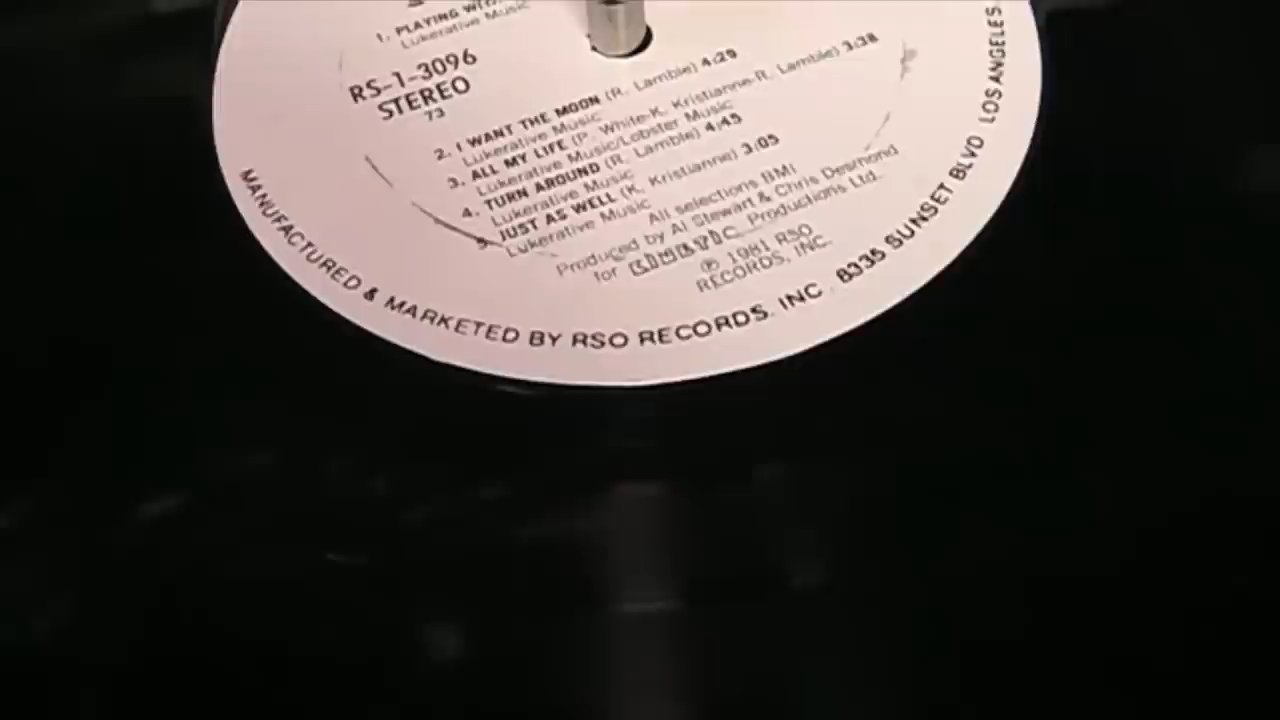 1. PLAYING WITH
Lukerative Music
RS-1-3096
STEREO
73
2. I WANT THE MOON (R. Lamble) 4:29
Lukerative Music
3. ALL MY LIFE (P. White-K. Kristianne-R. Lamble) 3:38
Lukerative Music/Lobster Music
4. TURN AROUND (R. Lamble) 4:45
Lukerative Music
5. JUST AS WELL (K. Kristianne) 3:05
Lukerative Music
All selections BMI
Produced by Al Stewart & Chris Desmond
for Productions Ltd.
℗ 1981 RSO
RECORDS, INC.
MANUFACTURED & MARKETED BY RSO RECORDS, INC. 8335 SUNSET BLVD LOS ANGELES